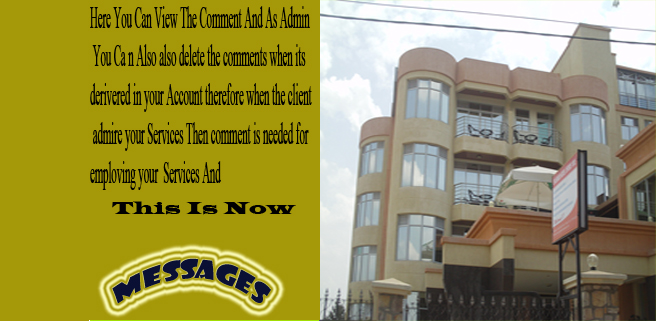 Here You Can View The Comment And As Admin
You Ca n Also also delete the comments when its
derivered in your Account therefore when the client
admire your Services Then comment is needed for
emploving your Services And
This Is Now
MESSAGES